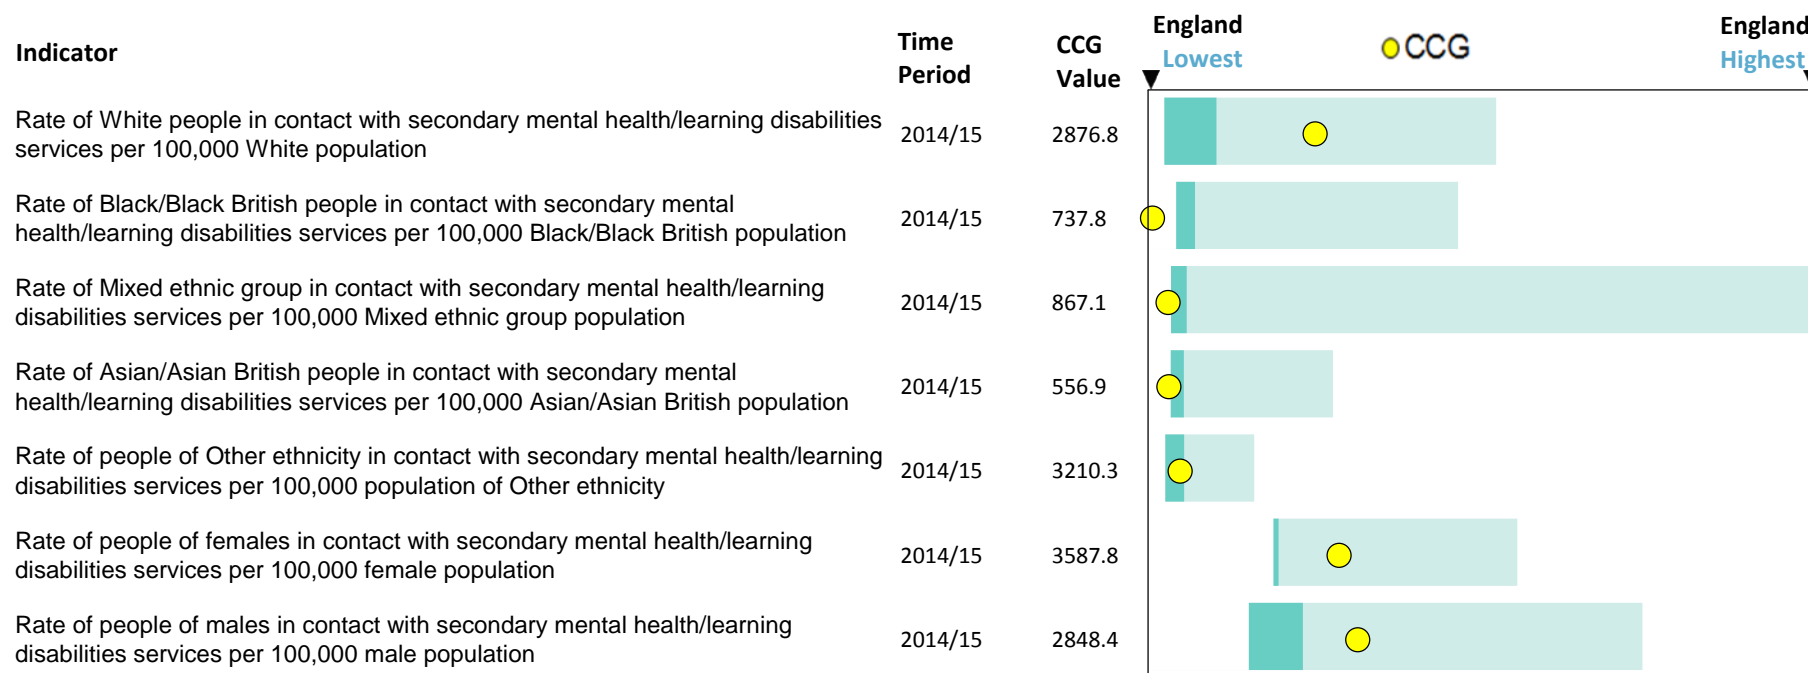 Indicator
Time
Period
CCG
Value
England
Lowest
CCG
England
Highest
Rate of White people in contact with secondary mental health/learning disabilities
services per 100,000 White population
2014/15
2876.8
Rate of Black/Black British people in contact with secondary mental
health/learning disabilities services per 100,000 Black/Black British population
2014/15
737.8
Rate of Mixed ethnic group in contact with secondary mental health/learning
disabilities services per 100,000 Mixed ethnic group population
2014/15
867.1
Rate of Asian/Asian British people in contact with secondary mental
health/learning disabilities services per 100,000 Asian/Asian British population
2014/15
556.9
Rate of people of Other ethnicity in contact with secondary mental health/learning
disabilities services per 100,000 population of Other ethnicity
2014/15
3210.3
Rate of people of females in contact with secondary mental health/learning
disabilities services per 100,000 female population
2014/15
3587.8
Rate of people of males in contact with secondary mental health/learning
disabilities services per 100,000 male population
2014/15
2848.4